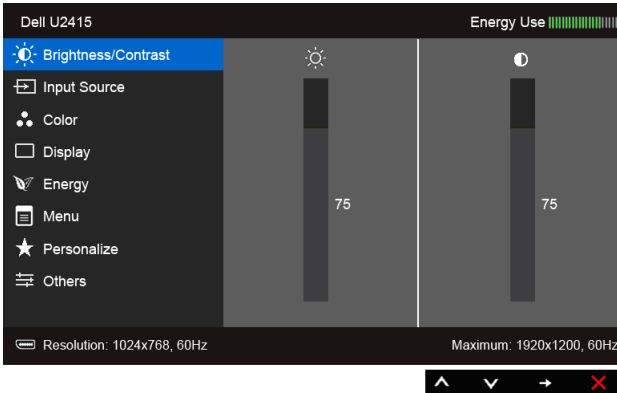 Dell U2415
Energy Use
Brightness/Contrast
Input Source
Color
Display
Energy
Menu
Personalize
Others
75
75
Resolution: 1024x768, 60Hz
Maximum: 1920x1200, 60Hz